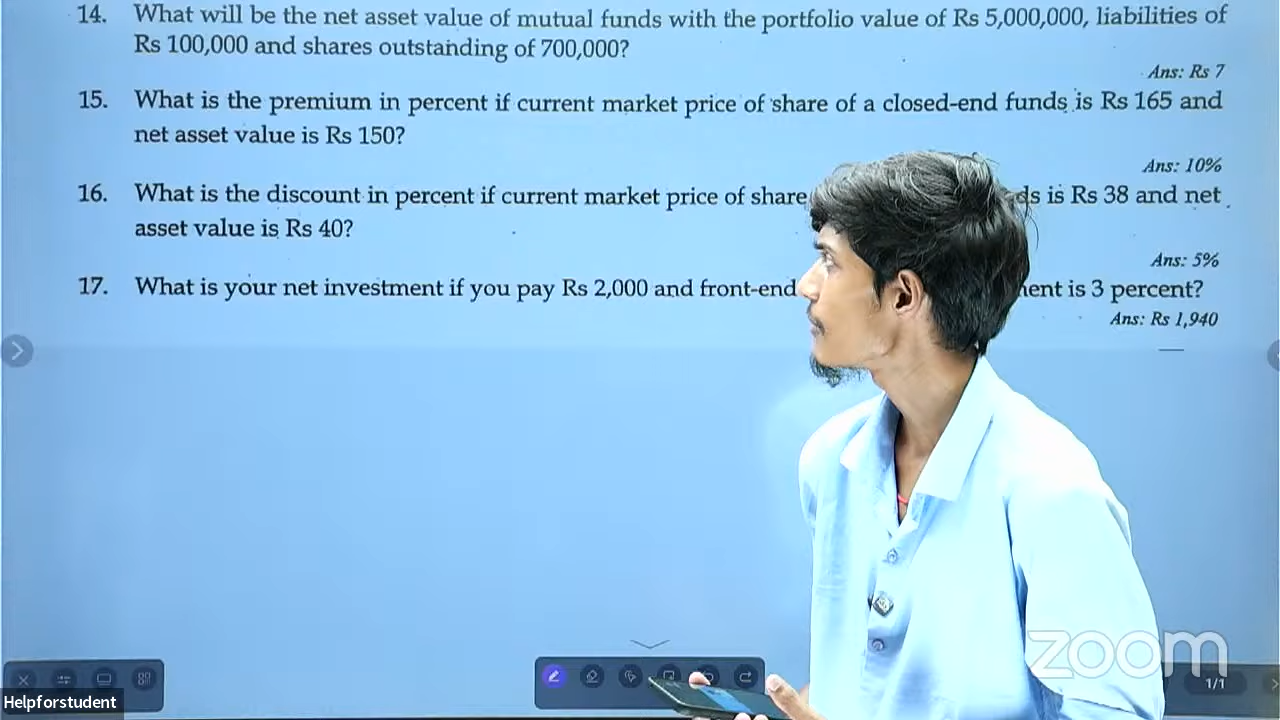 14. What will be the net asset value of mutual funds with the portfolio value of Rs 5,000,000, liabilities of
Rs 100,000 and shares outstanding of 700,000?
Ans: Rs 7
15. What is the premium in percent if current market price of share of a closed-end funds is Rs 165 and
net asset value is Rs 150?
Ans: 10%
16. What is the discount in percent if current market price of share is Rs 38 and net
asset value is Rs 40?
Ans: 5%
17. What is your net investment if you pay Rs 2,000 and front-end is 3 percent?
Ans: Rs 1,940
zoom
1/1
Helpforstudent